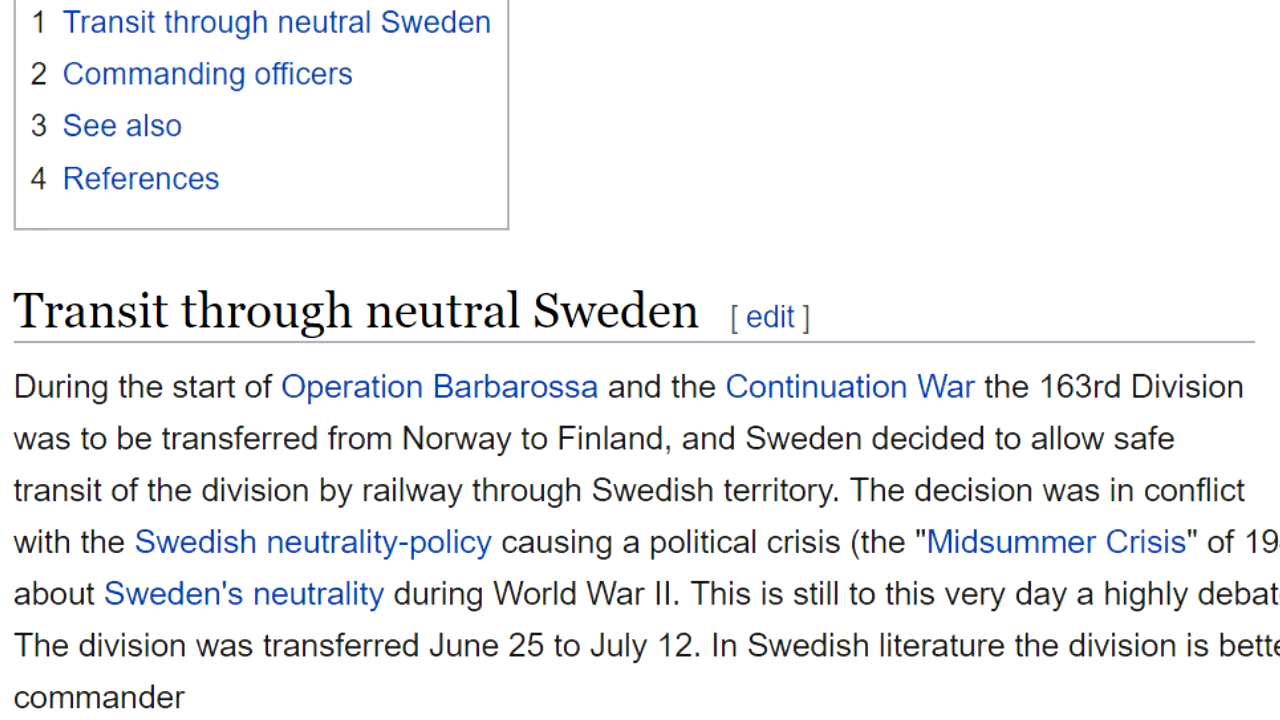 1 Transit through neutral Sweden
2 Commanding officers
3 See also
4 References
Transit through neutral Sweden [ edit ]
During the start of Operation Barbarossa and the Continuation War the 163rd Division
was to be transferred from Norway to Finland, and Sweden decided to allow safe
transit of the division by railway through Swedish territory. The decision was in conflict
with the Swedish neutrality-policy causing a political crisis (the "Midsummer Crisis" of
about Sweden's neutrality during World War II. This is still to this very day a highly
The division was transferred June 25 to July 12. In Swedish literature the division is
commander